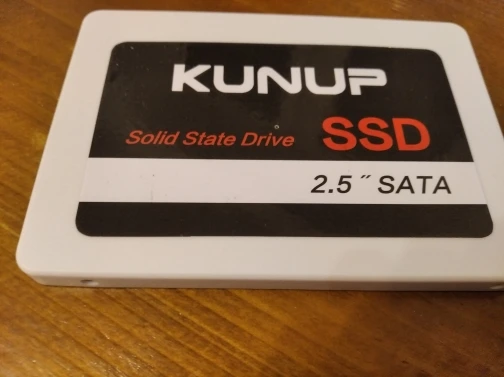 KUNUP
Solid State Drive SSD
2.5″ SATA